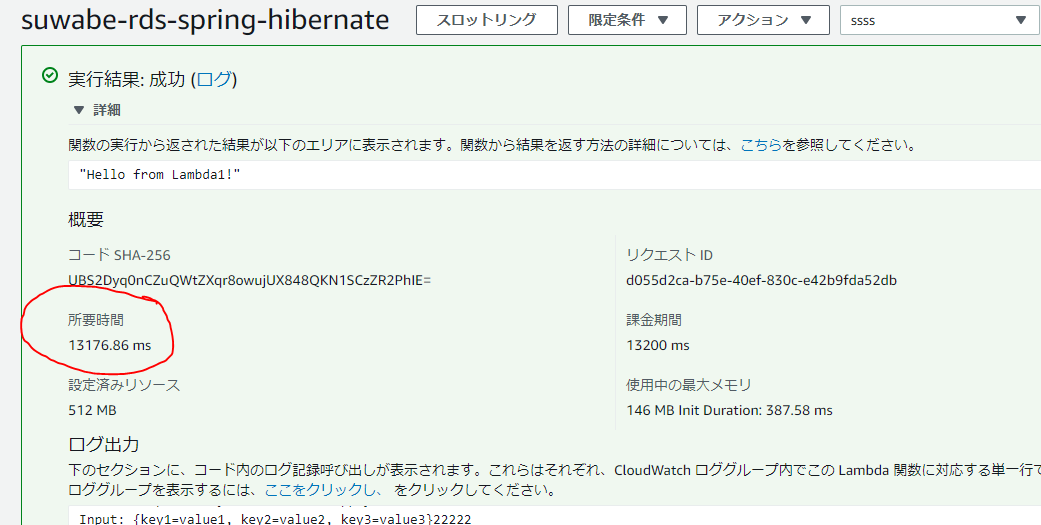 suwabe-rds-spring-hibernate
スロットリング
限定条件 ▼
アクション ▼
ssss ▼
実行結果: 成功 (ログ)
▼ 詳細
関数の実行から返された結果が以下のエリアに表示されます。関数から結果を返す方法の詳細については、こちらを参照してください。
"Hello from Lambda1!"
概要
コード SHA-256
UBS2Dyq0nCZuQWtZXqr8owujUX848QKN1SCzZR2PhIE=
リクエスト ID
d055d2ca-b75e-40ef-830c-e42b9fda52db
所要時間
13176.86 ms
課金期間
13200 ms
設定済みリソース
512 MB
使用中の最大メモリ
146 MB Init Duration: 387.58 ms
ログ出力
下のセクションに、コード内のログ記録呼び出しが表示されます。これらはそれぞれ、CloudWatch ロググループ内でこの Lambda 関数に対応する単一行で
ロググループを表示するには、ここをクリックし、 をクリックしてください。
Input: {key1=value1, key2=value2, key3=value3}22222